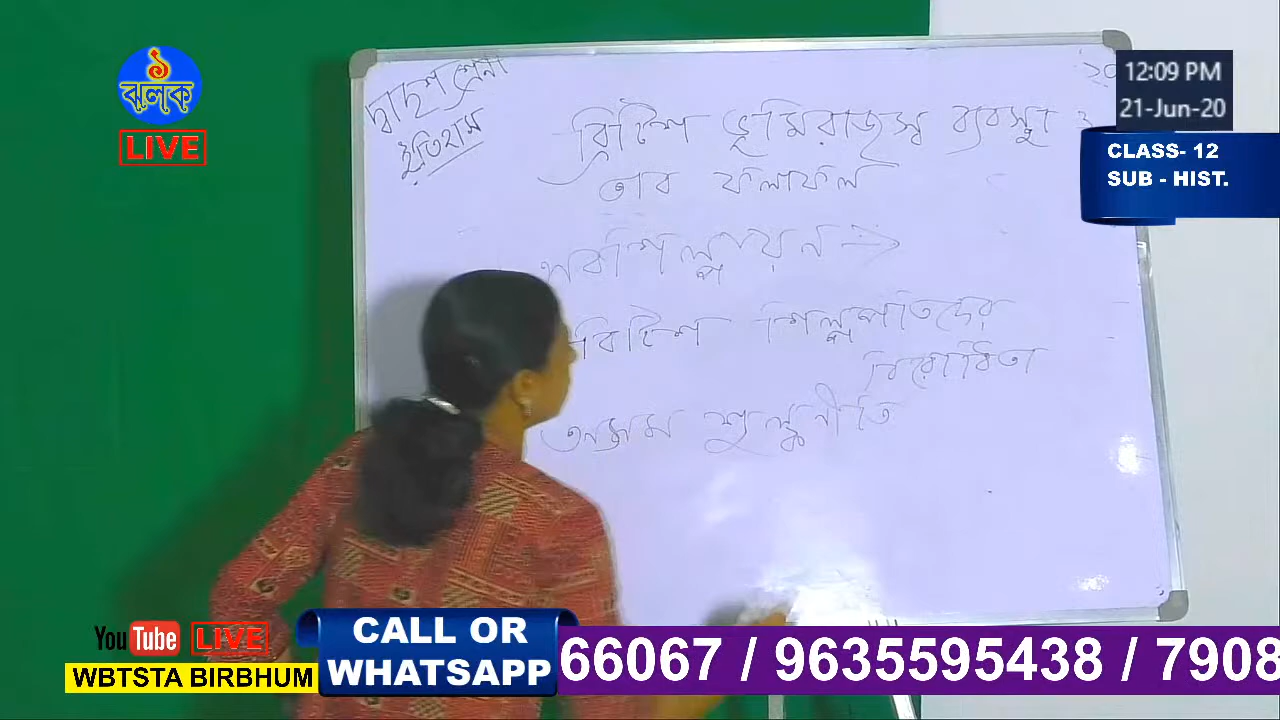 ১
ঝলক
LIVE
দ্বাদশ শ্রেনী
ইতিহাস
ব্রিটিশ ভূমিরাজস্ব ব্যবস্থা ও
তার ফলাফল
অবশিল্পায়ন →
ব্রিটিশ শিল্পপতিদের
বিরোধিতা
অসম শুল্কনীতি
12:09 PM
21-Jun-20
CLASS- 12
SUB - HIST.
YouTube LIVE
WBTSTA BIRBHUM
CALL OR
WHATSAPP
66067 / 9635595438 / 7908